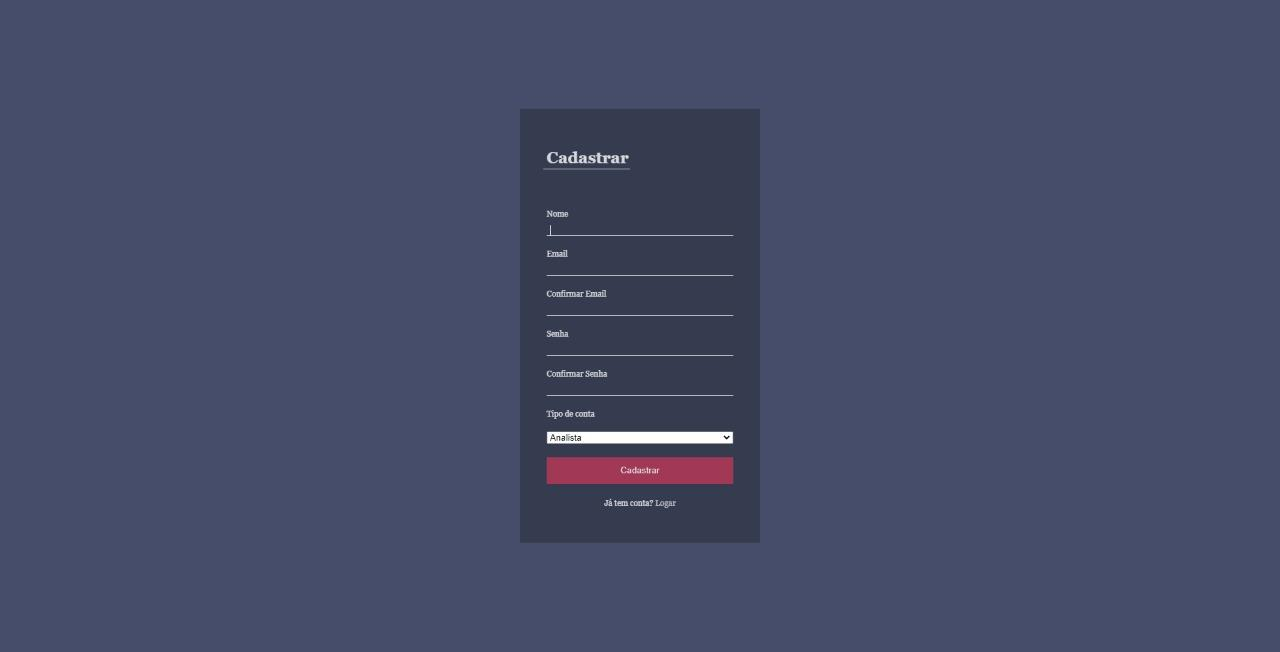 Cadastrar
Nome
Email
Confirmar Email
Senha
Confirmar Senha
Tipo de conta
Analista
Cadastrar
Já tem conta? Logar